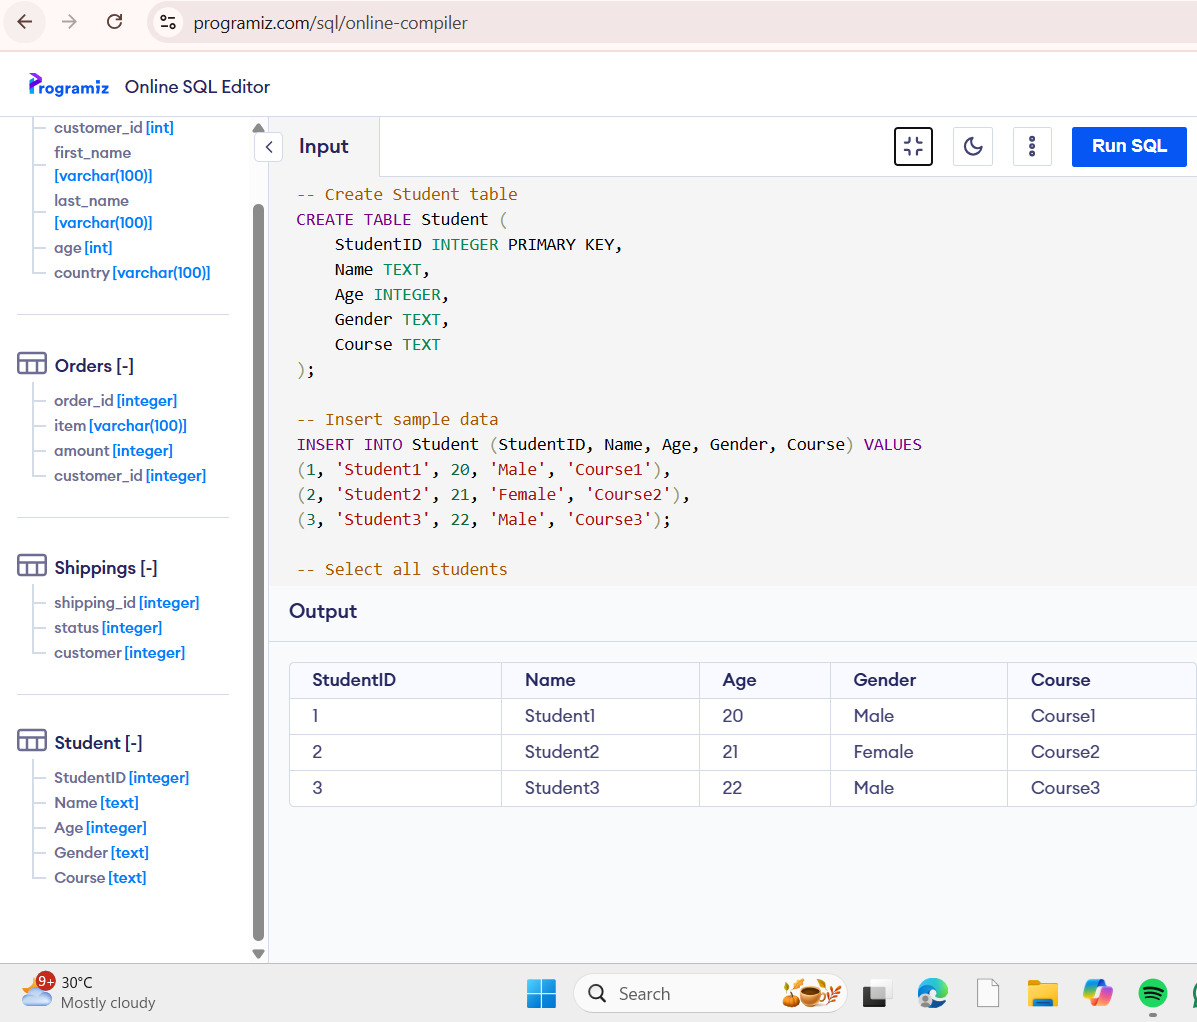 programiz.com/sql/online-compiler
Programiz Online SQL Editor
customer_id [int]
first_name
[varchar(100)]
last_name
[varchar(100)]
age [int]
country [varchar(100)]
Orders [-]
order_id [integer]
item [varchar(100)]
amount [integer]
customer_id [integer]
Shippings [-]
shipping_id [integer]
status [integer]
customer [integer]
Student [-]
StudentID [integer]
Name [text]
Age [integer]
Gender [text]
Course [text]
Input
Run SQL
-- Create Student table
CREATE TABLE Student (
    StudentID INTEGER PRIMARY KEY,
    Name TEXT,
    Age INTEGER,
    Gender TEXT,
    Course TEXT
);
-- Insert sample data
INSERT INTO Student (StudentID, Name, Age, Gender, Course) VALUES
(1, 'Student1', 20, 'Male', 'Course1'),
(2, 'Student2', 21, 'Female', 'Course2'),
(3, 'Student3', 22, 'Male', 'Course3');
-- Select all students
Output
StudentID Name Age Gender Course
1 Student1 20 Male Course1
2 Student2 21 Female Course2
3 Student3 22 Male Course3
9+
30°C
Mostly cloudy
Search